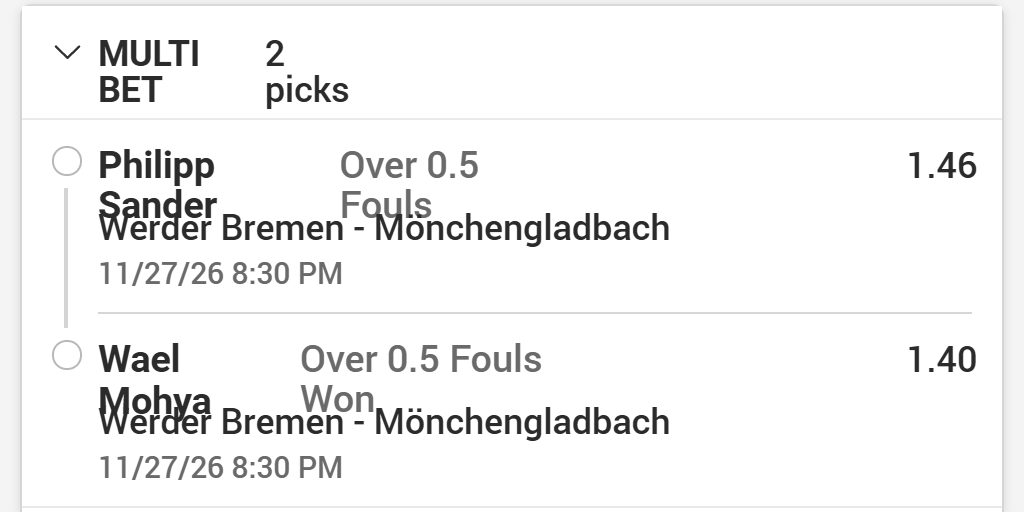 MULTI 2
BET picks
Philipp Over 0.5 1.46
Sander Fouls
Werder Bremen - Mönchengladbach
11/27/26 8:30 PM
Wael Over 0.5 Fouls 1.40
Mohya Won
Werder Bremen - Mönchengladbach
11/27/26 8:30 PM